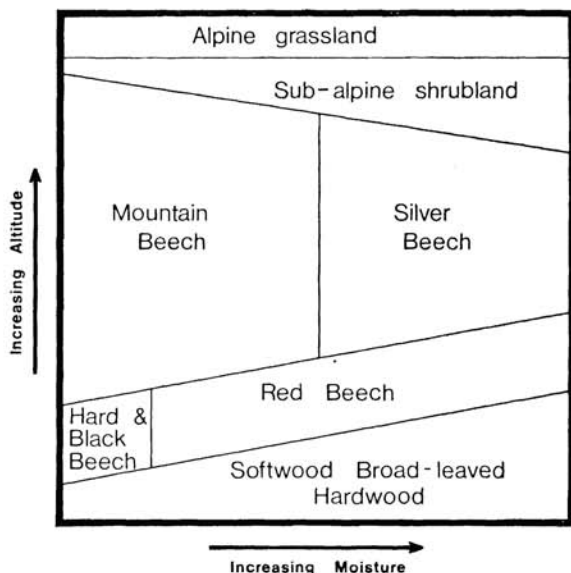 Alpine grassland
Sub-alpine shrubland
Mountain
Beech
Silver
Beech
Increasing Altitude
Red Beech
Hard &
Black
Beech
Softwood Broad-leaved
Hardwood
Increasing Moisture